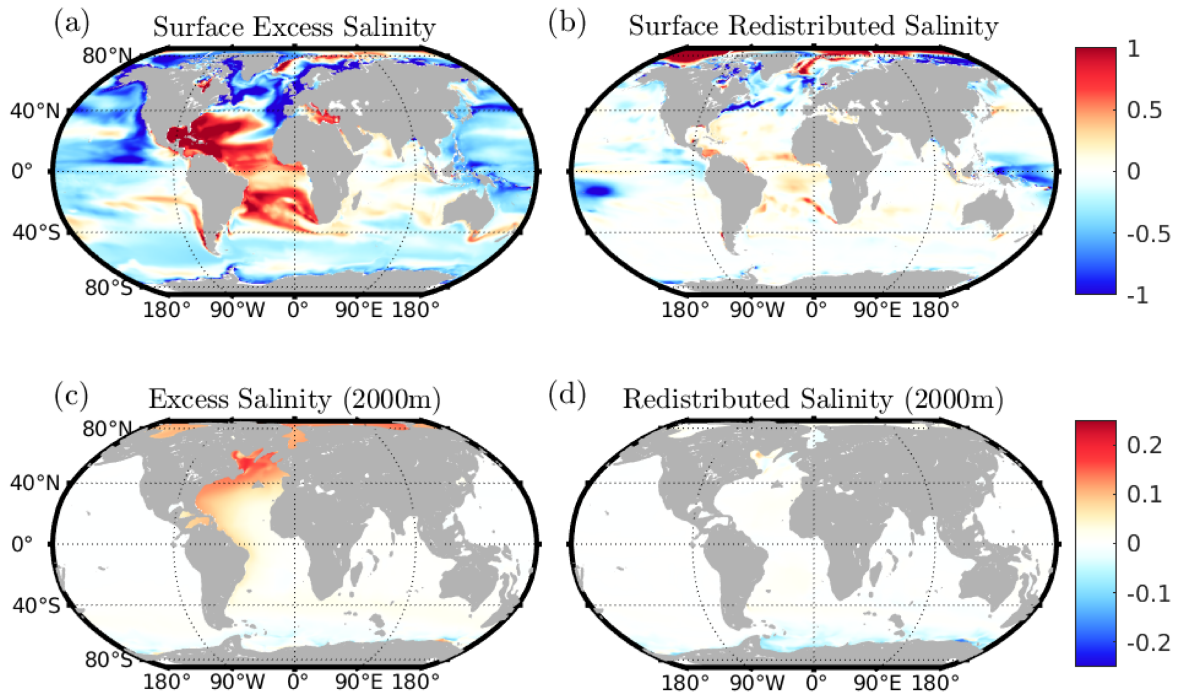 (a) Surface Excess Salinity
(b) Surface Redistributed Salinity
80°N
40°N
0°
40°S
80°S
180° 90°W 0° 90°E 180°
180° 90°W 0° 90°E 180°
1
0.5
0
-0.5
-1
(c) Excess Salinity (2000m)
(d) Redistributed Salinity (2000m)
80°N
40°N
0°
40°S
80°S
180° 90°W 0° 90°E 180°
180° 90°W 0° 90°E 180°
0.2
0.1
0
-0.1
-0.2